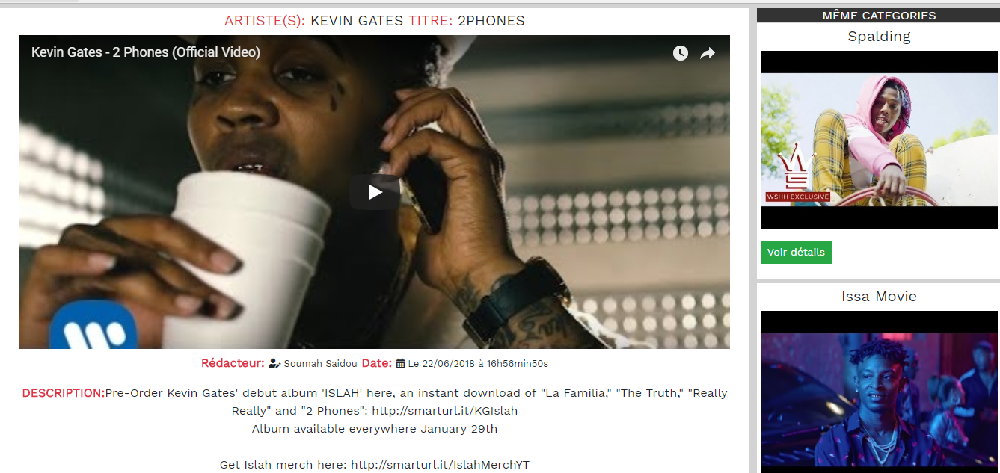 ARTISTE(S): KEVIN GATES TITRE: 2PHONES
Kevin Gates - 2 Phones (Official Video)
Rédacteur: Soumah Saidou Date: Le 22/06/2018 à 16h56min50s
DESCRIPTION:Pre-Order Kevin Gates' debut album 'ISLAH' here, an instant download of "La Familia," "The Truth," "Really
Really" and "2 Phones": http://smarturl.it/KGIslah
Album available everywhere January 29th
Get Islah merch here: http://smarturl.it/IslahMerchYT
MÊME CATEGORIES
Spalding
WSHH EXCLUSIVE
Voir détails
Issa Movie